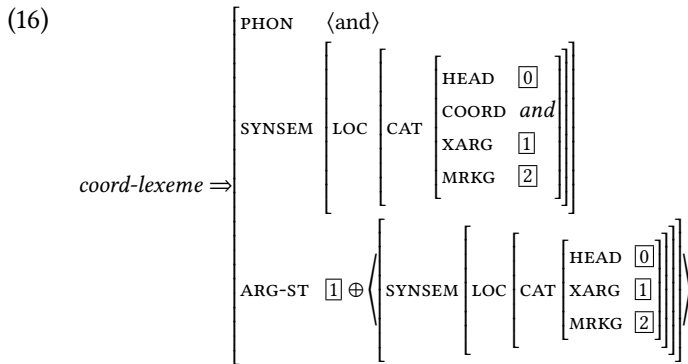 (16)
PHON ⟨and⟩
HEAD 0
COORD and
SYNSEM LOC CAT
XARG 1
MRKG 2
coord-lexeme ⇒
HEAD 0
ARG-ST 1 ⊕ ⟨ SYNSEM LOC CAT XARG 1 ⟩
MRKG 2